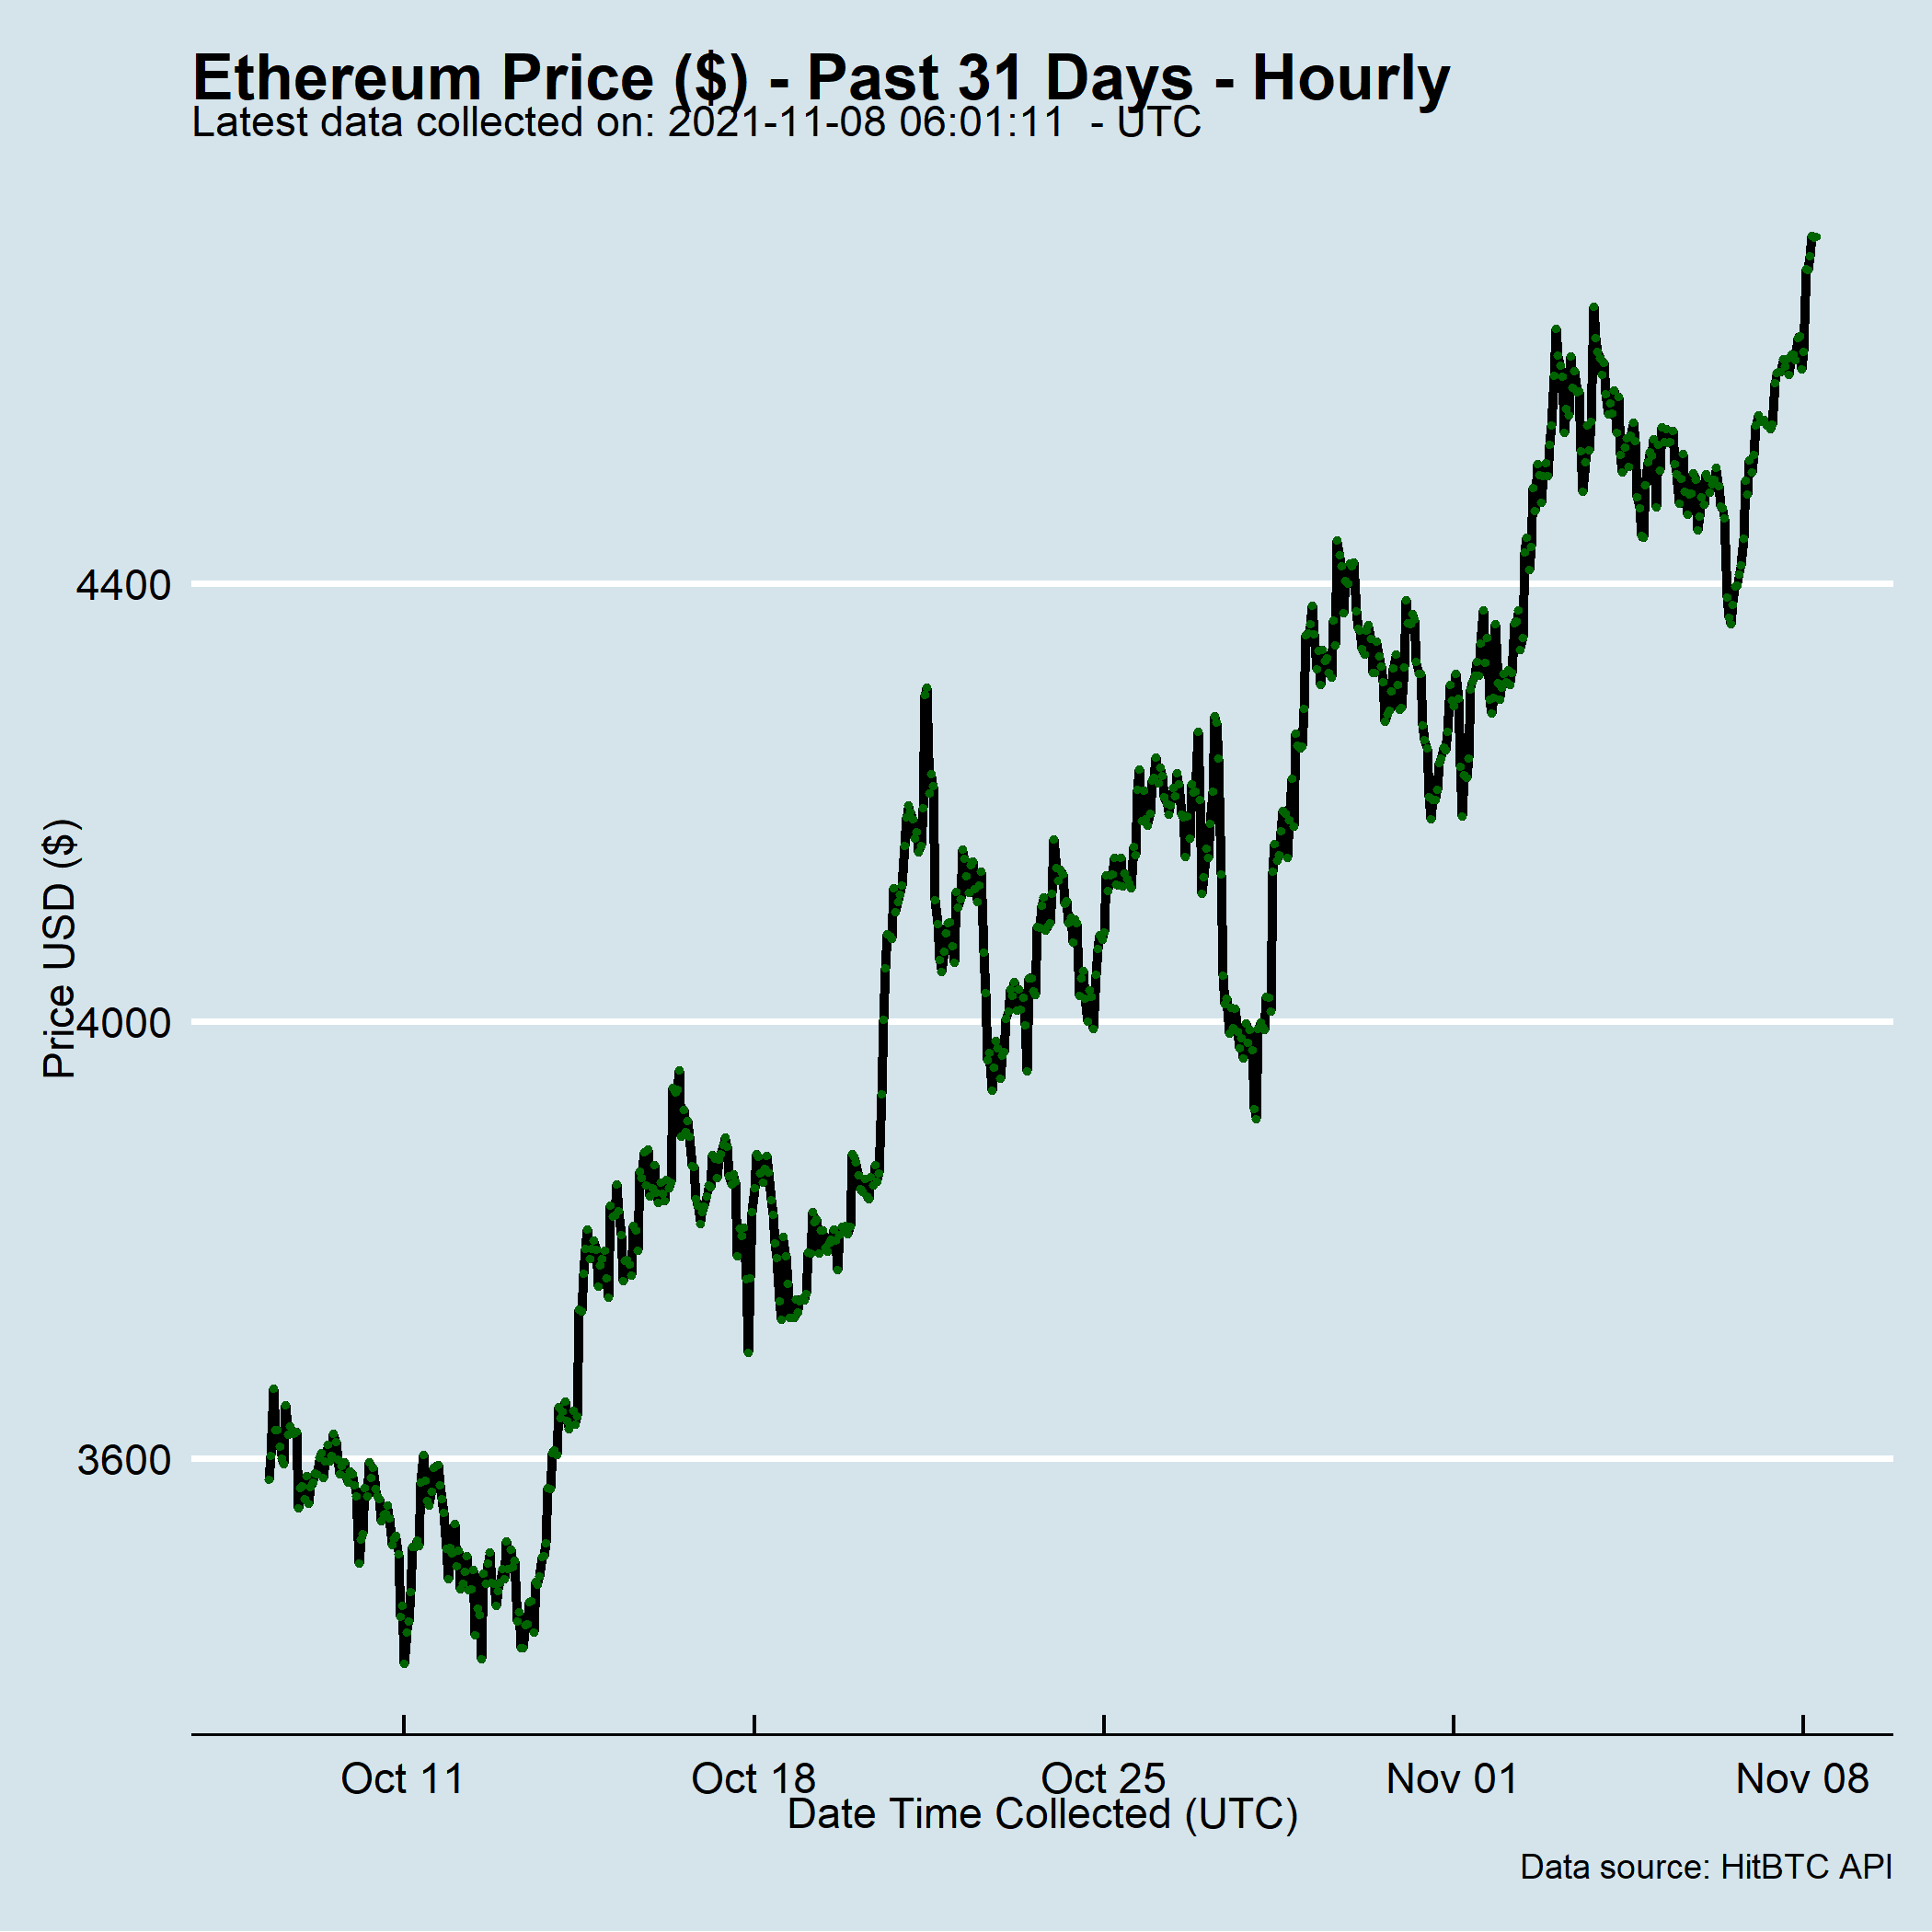 Ethereum Price ($) - Past 31 Days - Hourly
Latest data collected on: 2021-11-08 06:01:11  - UTC
Price USD ($)
4400
4000
3600
Oct 11
Oct 18
Oct 25
Nov 01
Nov 08
Date Time Collected (UTC)
Data source: HitBTC API